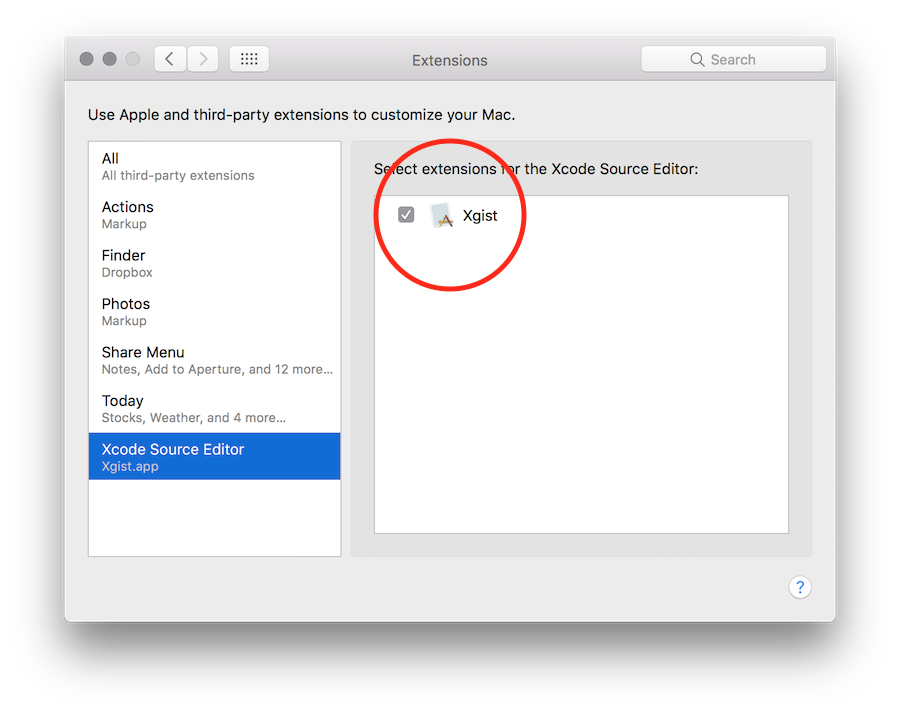 Extensions
Search
Use Apple and third-party extensions to customize your Mac.
All
All third-party extensions
Actions
Markup
Finder
Dropbox
Photos
Markup
Share Menu
Notes, Add to Aperture, and 12 more...
Today
Stocks, Weather, and 4 more...
Xcode Source Editor
Xgist.app
Select extensions for the Xcode Source Editor:
Xgist
?